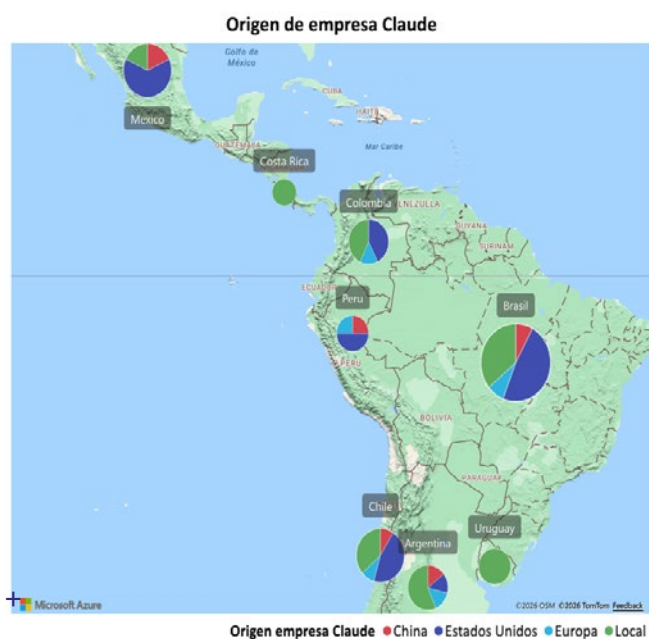 Origen de empresa Claude
Golfo de
México
CUBA
HAITÍ
Mexico
GUATEMALA
Mar Caribe
Costa Rica
Colombia
GUYANA
SURINAM
ECUADOR
Peru
Brasil
PERÚ
BOLIVIA
PARAGUAY
Chile
Argentina
Uruguay
Microsoft Azure
©2026 OSM ©2026 TomTom Feedback
Origen empresa Claude China Estados Unidos Europa Local